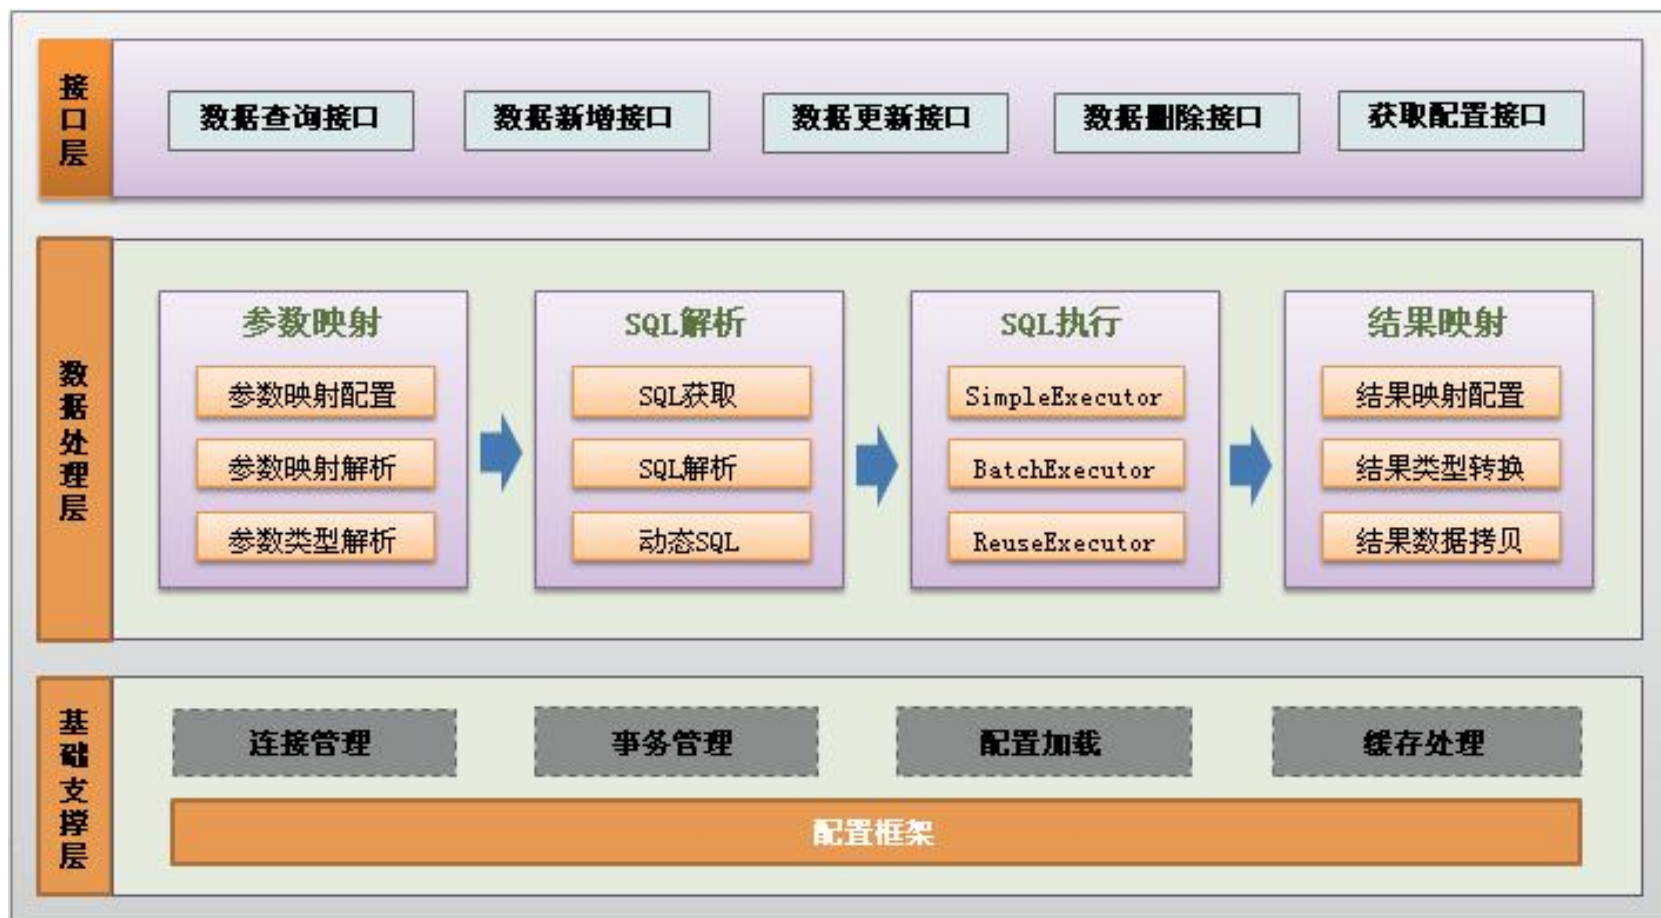 接口层
数据查询接口
数据新增接口
数据更新接口
数据删除接口
获取配置接口
数据处理层
参数映射
参数映射配置
参数映射解析
参数类型解析
SQL解析
SQL获取
SQL解析
动态SQL
SQL执行
SimpleExecutor
BatchExecutor
ReuseExecutor
结果映射
结果映射配置
结果类型转换
结果数据拷贝
基础支撑层
连接管理
事务管理
配置加载
缓存处理
配置框架